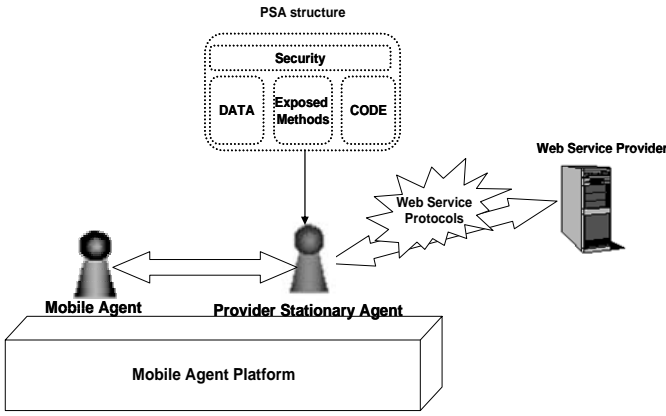 PSA structure
Security
DATA
Exposed
Methods
CODE
Web Service Provider
Web Service
Protocols
Mobile Agent
Provider Stationary Agent
Mobile Agent Platform